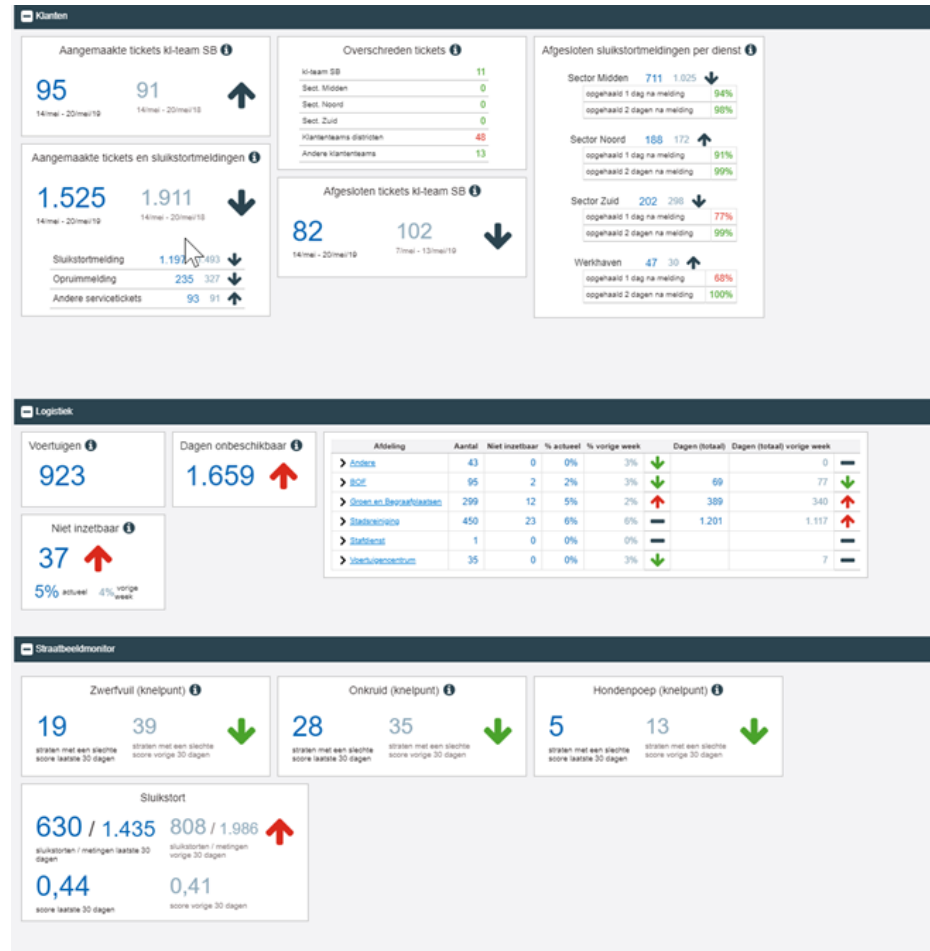 Klanten
Aangemaakte tickets kl-team SB
95
91
14/mei - 20/mei/19
14/mei - 20/mei/18
Aangemaakte tickets en sluikstortmeldingen
1.525
1.911
14/mei - 20/mei/19
14/mei - 20/mei/18
Sluikstortmelding 1.197 493
Opruimmelding 235 327
Andere servicetickets 93 91
Overschreden tickets
kl-team SB 11
Sect. Midden 0
Sect. Noord 0
Sect. Zuid 0
Klantenteams districten 48
Andere klantenteams 13
Afgesloten tickets kl-team SB
82
102
14/mei - 20/mei/19
7/mei - 13/mei/19
Afgesloten sluikstortmeldingen per dienst
Sector Midden 711 1.025
opgehaald 1 dag na melding 94%
opgehaald 2 dagen na melding 98%
Sector Noord 188 172
opgehaald 1 dag na melding 91%
opgehaald 2 dagen na melding 99%
Sector Zuid 202 298
opgehaald 1 dag na melding 77%
opgehaald 2 dagen na melding 99%
Werkhaven 47 30
opgehaald 1 dag na melding 68%
opgehaald 2 dagen na melding 100%
Logistiek
Voertuigen
923
Dagen onbeschikbaar
1.659
Niet inzetbaar
37
5% actueel 4% vorige
week
Afdeling Aantal Niet inzetbaar % actueel % vorige week Dagen (totaal) Dagen (totaal) vorige week
Andere 43 0 0% 3% 0
BOF 95 2 2% 3% 69 77
Groen en Begraafplaatsen 299 12 5% 2% 389 340
Stadsreiniging 450 23 6% 6% 1.201 1.117
Stafdienst 1 0 0% 0%
Voertuigencentrum 35 0 0% 3% 7
Straatbeeldmonitor
Zwerfvuil (knelpunt)
19
39
straten met een slechte
score laatste 30 dagen
straten met een slechte
score vorige 30 dagen
Onkruid (knelpunt)
28
35
straten met een slechte
score laatste 30 dagen
straten met een slechte
score vorige 30 dagen
Hondenpoep (knelpunt)
5
13
straten met een slechte
score laatste 30 dagen
straten met een slechte
score vorige 30 dagen
Sluikstort
630 / 1.435
808 / 1.986
sluikstorten / metingen laatste 30
dagen
sluikstorten / metingen
vorige 30 dagen
0,44
0,41
score laatste 30 dagen
score vorige 30 dagen